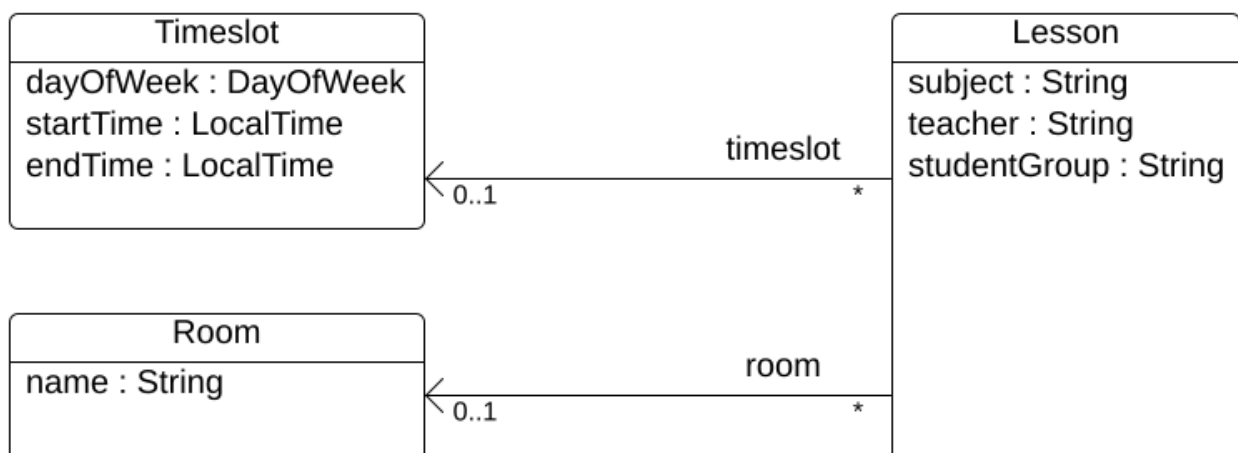 Timeslot
dayOfWeek : DayOfWeek
startTime : LocalTime
endTime : LocalTime
timeslot
0..1
*
Lesson
subject : String
teacher : String
studentGroup : String
Room
name : String
room
0..1
*